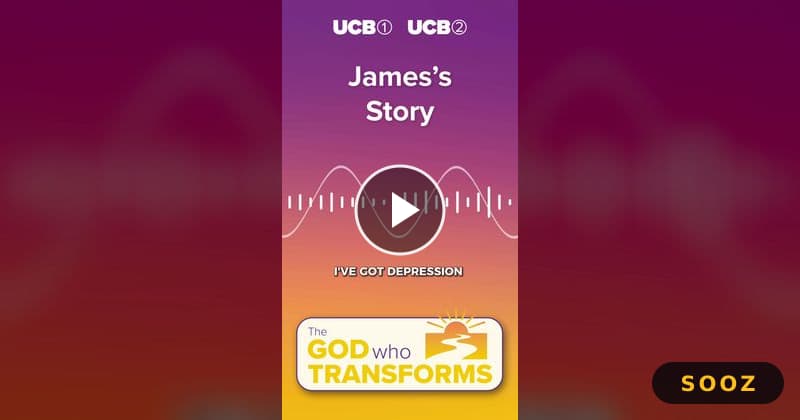 UCB① UCB②
James's
Story
I'VE GOT DEPRESSION
The
GOD who
TRANSFORMS
SOOZ